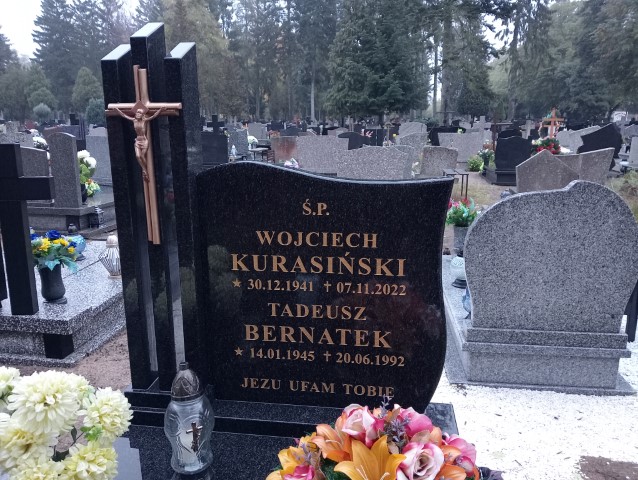 Ś.P.
WOJCIECH
KURASIŃSKI
★ 30.12.1941 † 07.11.2022
TADEUSZ
BERNATEK
★ 14.01.1945 † 20.06.1992
JEZU UFAM TOBIE